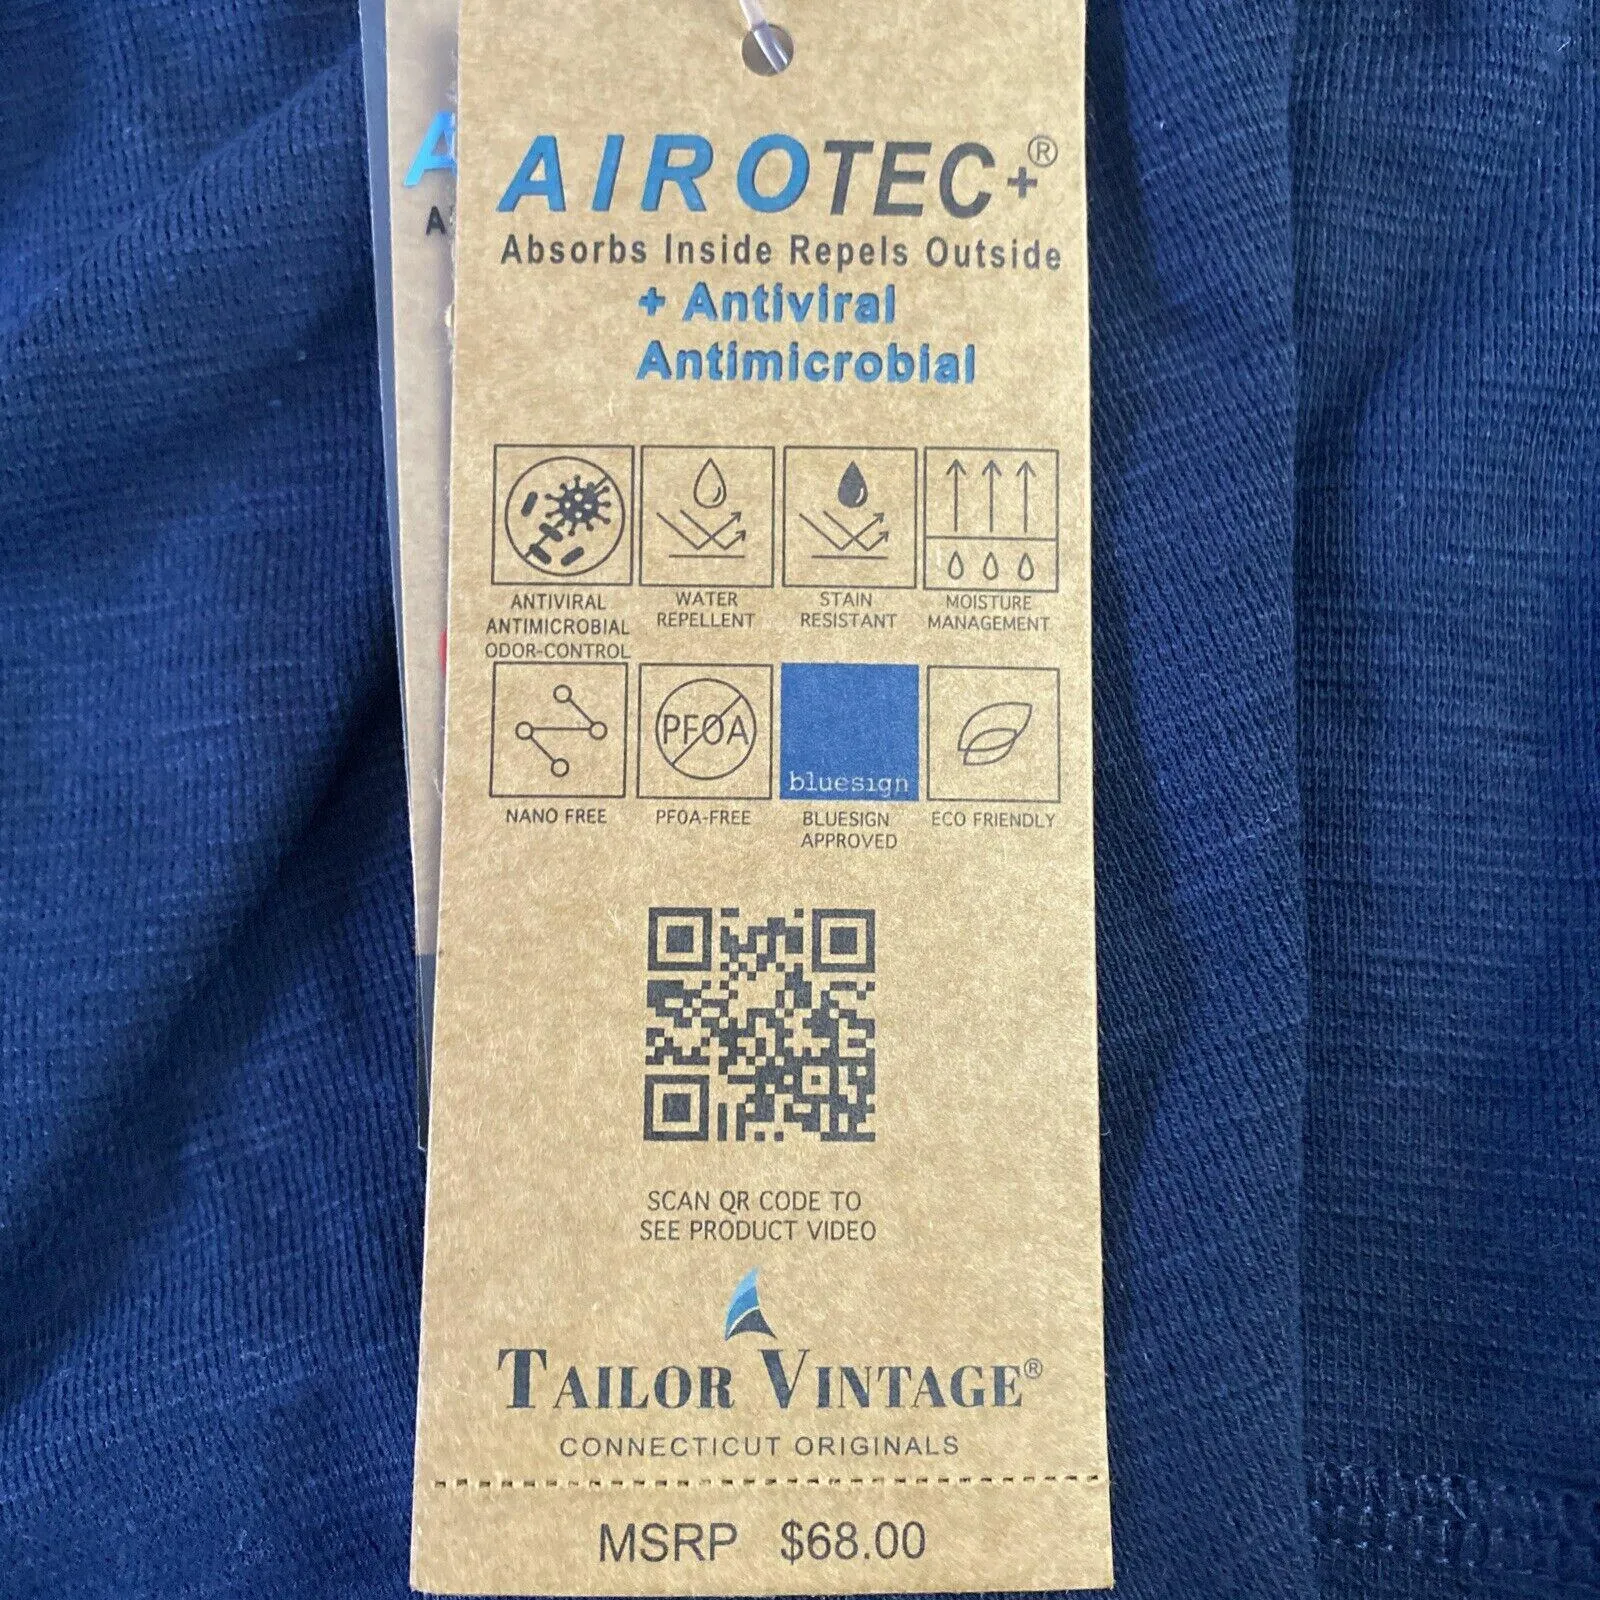 AIROTEC+®
Absorbs Inside Repels Outside
+ Antiviral
Antimicrobial
ANTIVIRAL
ANTIMICROBIAL
ODOR-CONTROL
WATER
REPELLENT
STAIN
RESISTANT
MOISTURE
MANAGEMENT
NANO FREE
PFOA
PFOA-FREE
bluesign
BLUESIGN
APPROVED
ECO FRIENDLY
SCAN QR CODE TO
SEE PRODUCT VIDEO
TAILOR VINTAGE®
CONNECTICUT ORIGINALS
MSRP $68.00